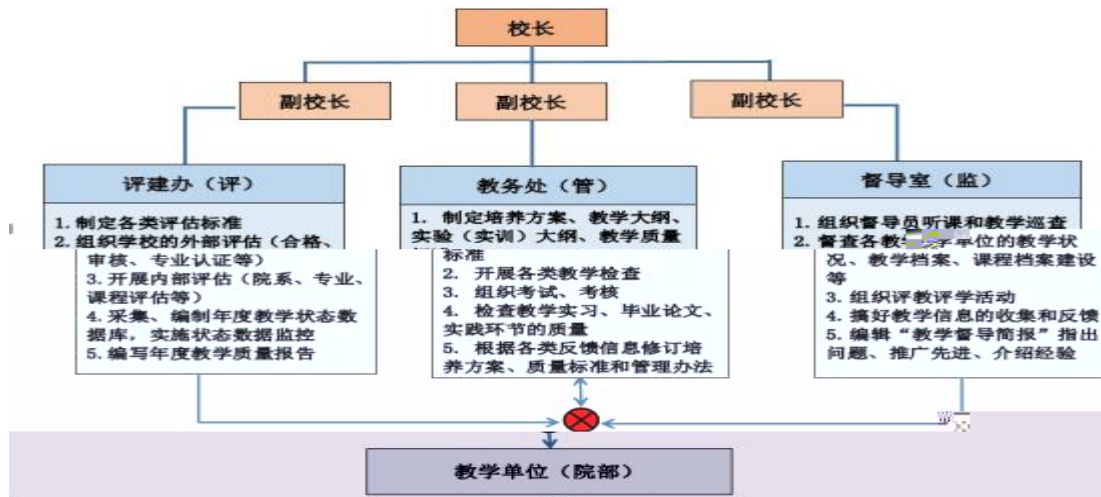 校长
副校长
副校长
副校长
评建办（评）
1. 制定各类评估标准
2. 组织学校的外部评估（合格、
审核、专业认证等）
3. 开展内部评估（院系、专业、
课程评估等）
4. 采集、编制年度教学状态数
据库，实施状态数据监控
5. 编写年度教学质量报告
教务处（管）
1. 制定培养方案、教学大纲、
实验（实训）大纲、教学质量
标准
2. 开展各类教学检查
3. 组织考试、考核
4. 检查教学实习、毕业论文、
实践环节的质量
5. 根据各类反馈信息修订培
养方案、质量标准和管理办法
督导室（监）
1. 组织督导员听课和教学巡查
2. 督查各教学单位的教学状
况、教学档案、课程档案建设
等
3. 组织评教评学活动
4. 搞好教学信息的收集和反馈
5. 编辑“教学督导简报”指出
问题、推广先进、介绍经验
教学单位（院部）